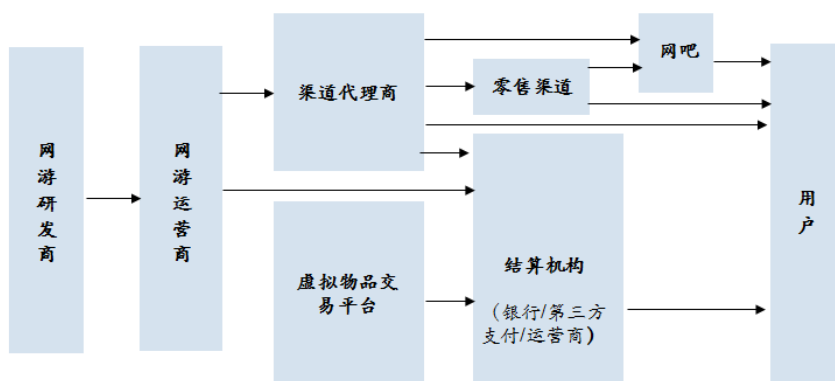 网游研发商
网游运营商
渠道代理商
零售渠道
网吧
虚拟物品交
易平台
结算机构
（银行/第三方
支付/运营商）
用户